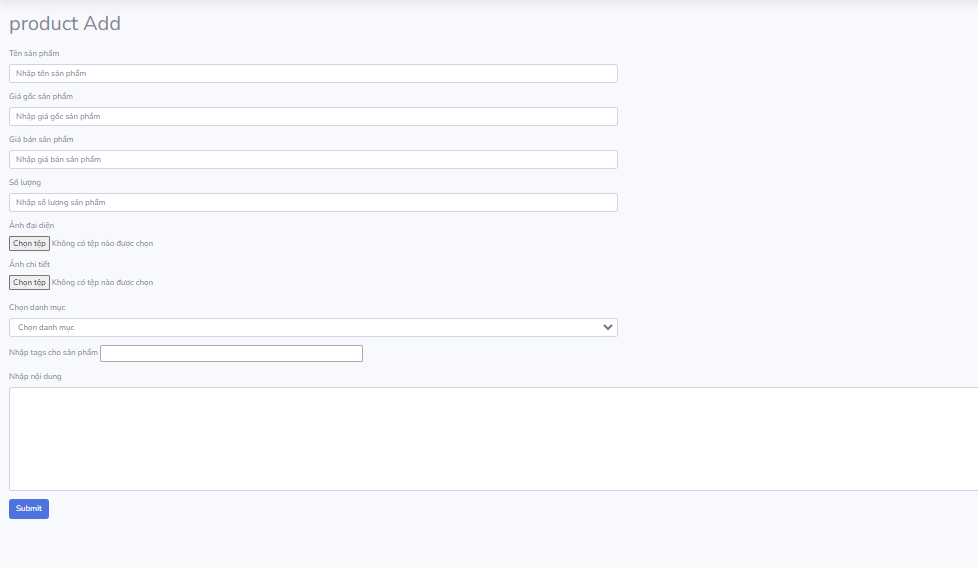 product Add
Tên sản phẩm
Nhập tên sản phẩm
Giá gốc sản phẩm
Nhập giá gốc sản phẩm
Giá bán sản phẩm
Nhập giá bán sản phẩm
Số lượng
Nhập số lượng sản phẩm
Ảnh đại diện
Chọn tệp Không có tệp nào được chọn
Ảnh chi tiết
Chọn tệp Không có tệp nào được chọn
Chọn danh mục
Chọn danh mục
Nhập tags cho sản phẩm
Nhập nội dung
Submit